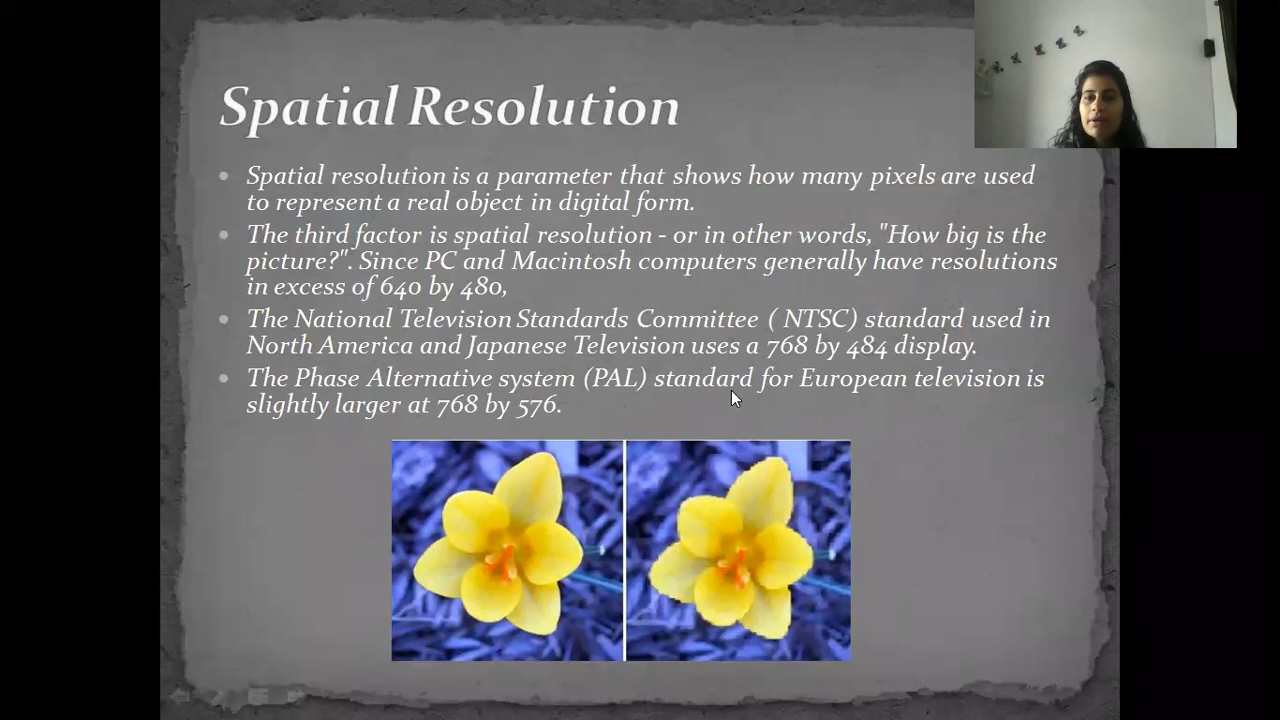 Spatial Resolution
Spatial resolution is a parameter that shows how many pixels are used
to represent a real object in digital form.
The third factor is spatial resolution - or in other words, "How big is the
picture?". Since PC and Macintosh computers generally have resolutions
in excess of 640 by 480,
The National Television Standards Committee ( NTSC) standard used in
North America and Japanese Television uses a 768 by 484 display.
The Phase Alternative system (PAL) standard for European television is
slightly larger at 768 by 576.